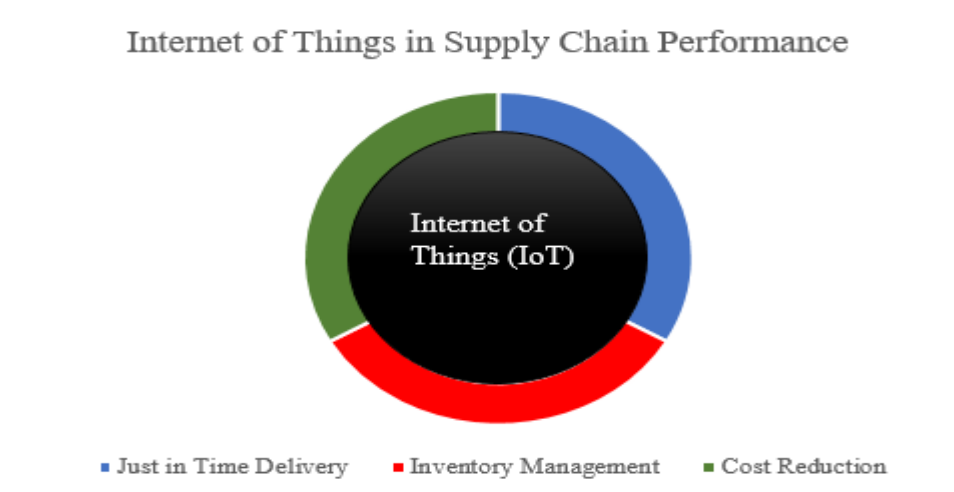 Internet of Things in Supply Chain Performance
Internet of
Things (IoT)
Just in Time Delivery
Inventory Management
Cost Reduction